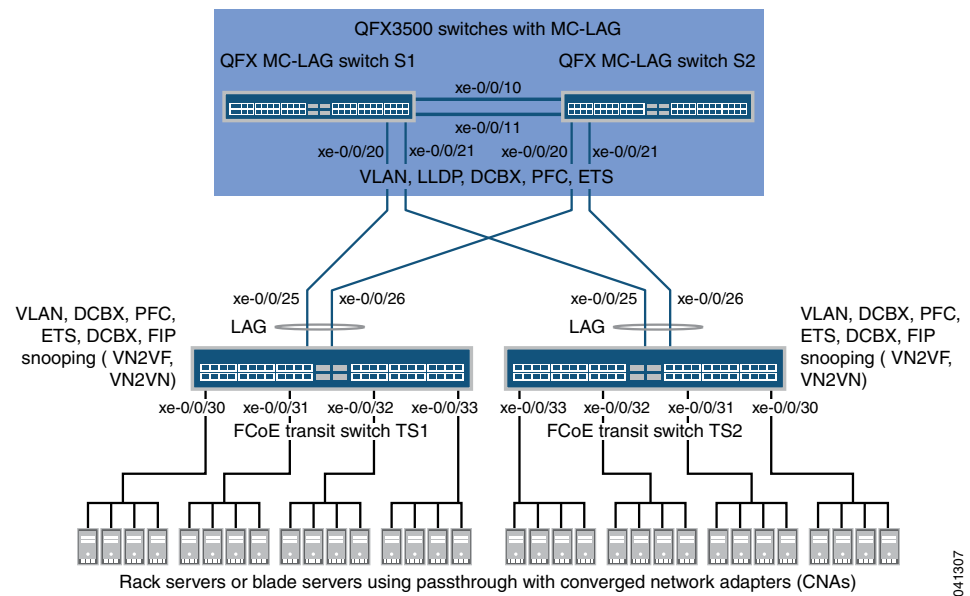 QFX3500 switches with MC-LAG
QFX MC-LAG switch S1
QFX MC-LAG switch S2
xe-0/0/10
xe-0/0/11
xe-0/0/20
xe-0/0/21
xe-0/0/20
xe-0/0/21
VLAN, LLDP, DCBX, PFC, ETS
VLAN, DCBX, PFC,
ETS, DCBX, FIP
snooping ( VN2VF,
VN2VN)
xe-0/0/25
xe-0/0/26
LAG
xe-0/0/25
xe-0/0/26
LAG
VLAN, DCBX, PFC,
ETS, DCBX, FIP
snooping ( VN2VF,
VN2VN)
xe-0/0/30
xe-0/0/31
xe-0/0/32
xe-0/0/33
FCoE transit switch TS1
xe-0/0/33
xe-0/0/32
xe-0/0/31
xe-0/0/30
FCoE transit switch TS2
Rack servers or blade servers using passthrough with converged network adapters (CNAs)
041307